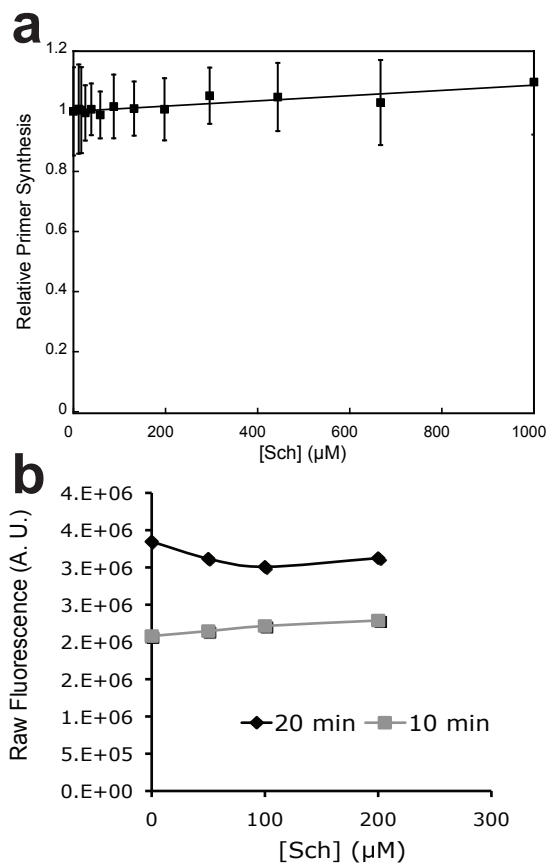 a
1.2
1
0.8
0.6
0.4
0.2
0
Relative Primer Synthesis
0 200 400 600 800 1000
[Sch] (µM)
b
4.E+06
4.E+06
3.E+06
3.E+06
2.E+06
2.E+06
1.E+06
5.E+05
0.E+00
Raw Fluorescence (A. U.)
20 min 10 min
0 100 200 300
[Sch] (µM)